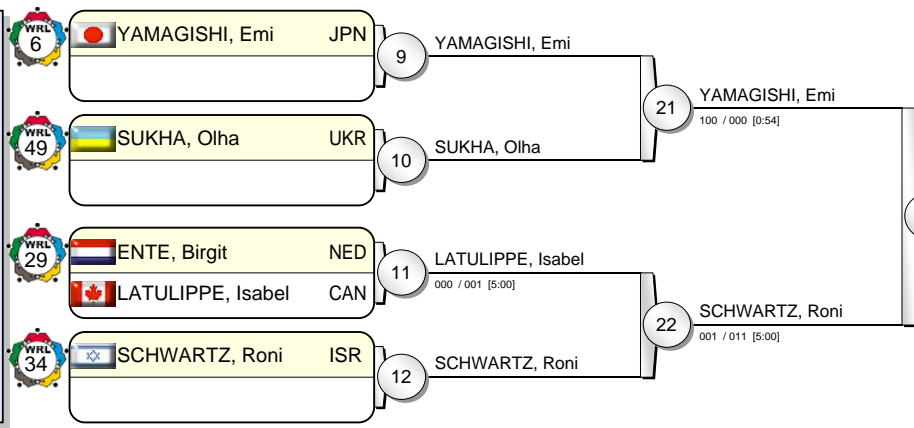 WRL
6
YAMAGISHI, Emi JPN
9
YAMAGISHI, Emi
21
YAMAGISHI, Emi
100 / 000 [0:54]
WRL
49
SUKHA, Olha UKR
10
SUKHA, Olha
WRL
29
ENTE, Birgit NED
LATULIPPE, Isabel CAN
11
LATULIPPE, Isabel
000 / 001 [5:00]
22
SCHWARTZ, Roni
001 / 011 [5:00]
WRL
34
SCHWARTZ, Roni ISR
12
SCHWARTZ, Roni